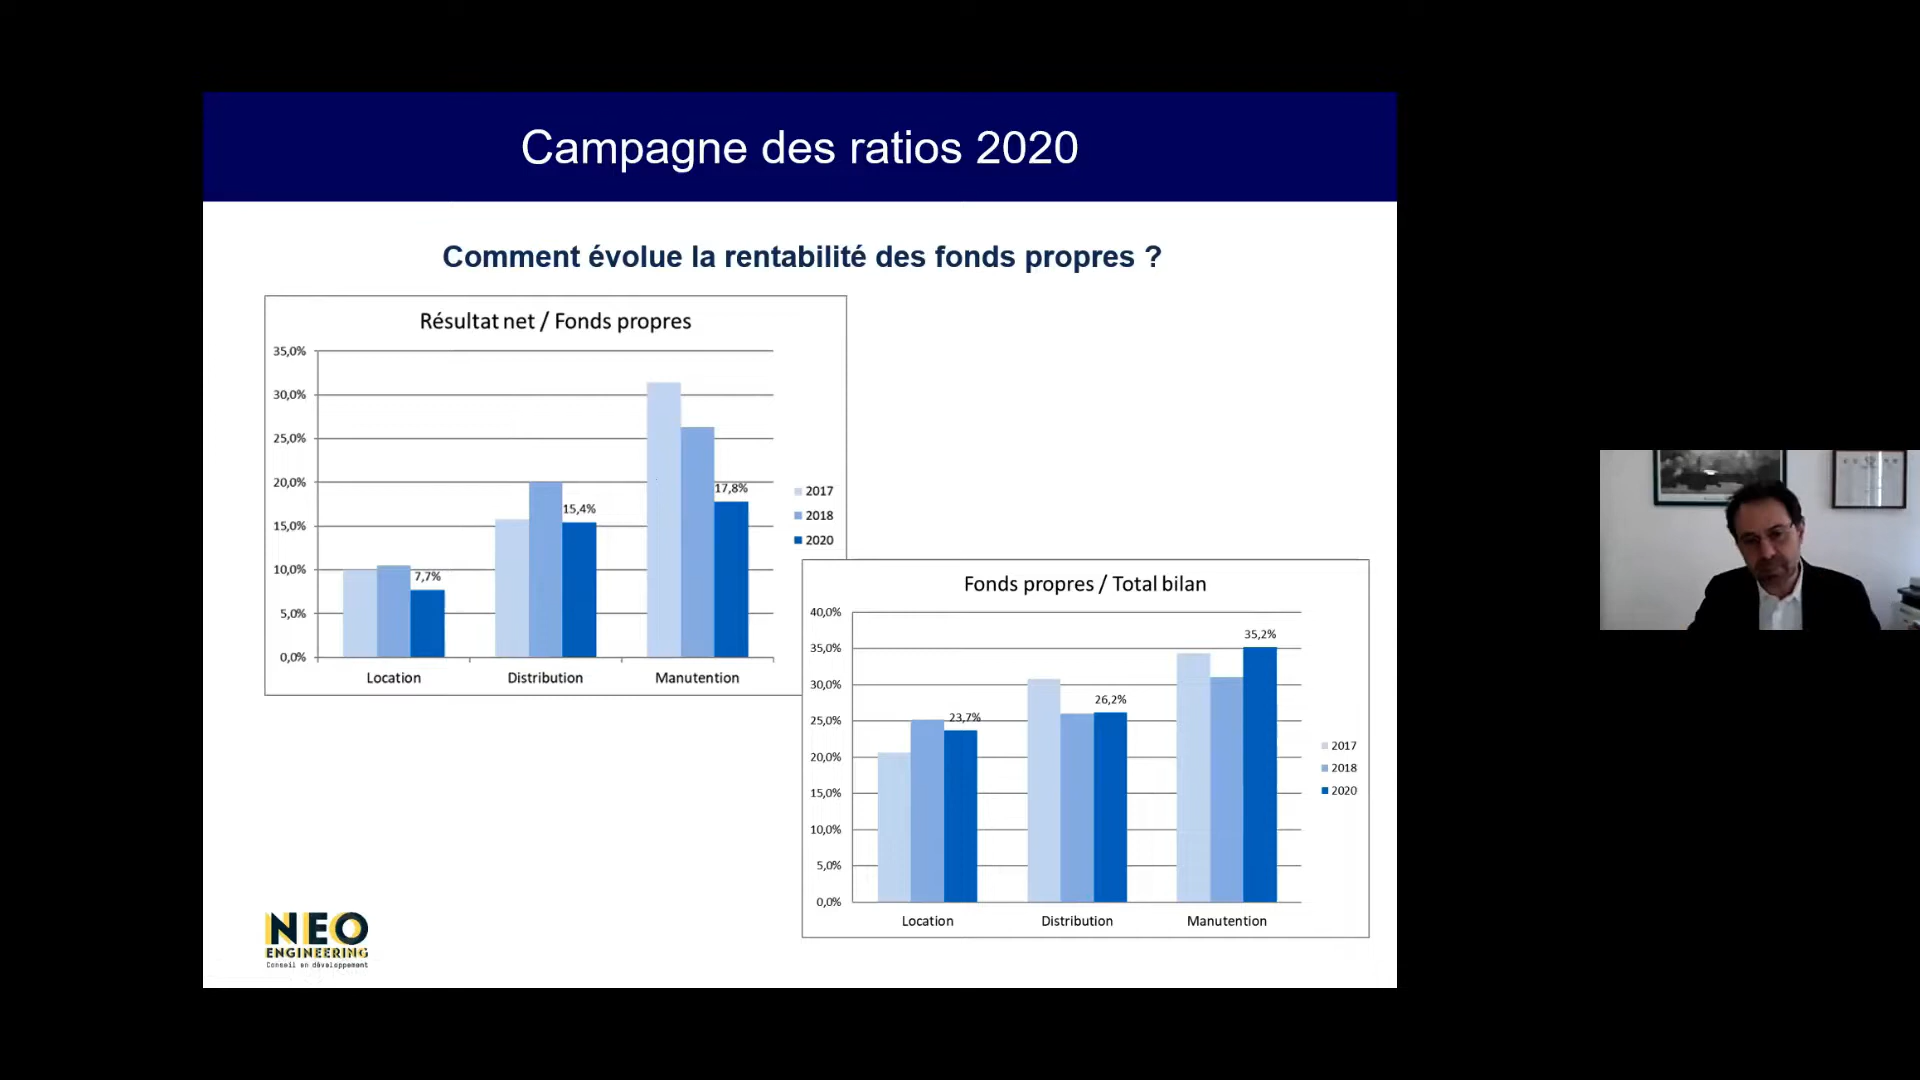 Campagne des ratios 2020
Comment évolue la rentabilité des fonds propres ?
Résultat net / Fonds propres
35,0%
30,0%
25,0%
20,0%
15,0%
10,0%
5,0%
0,0%
7,7%
15,4%
17,8%
Location
Distribution
Manutention
2017
2018
2020
Fonds propres / Total bilan
40,0%
35,0%
30,0%
25,0%
20,0%
15,0%
10,0%
5,0%
0,0%
23,7%
26,2%
35,2%
Location
Distribution
Manutention
2017
2018
2020
NEO
ENGINEERING
Conseil en développement